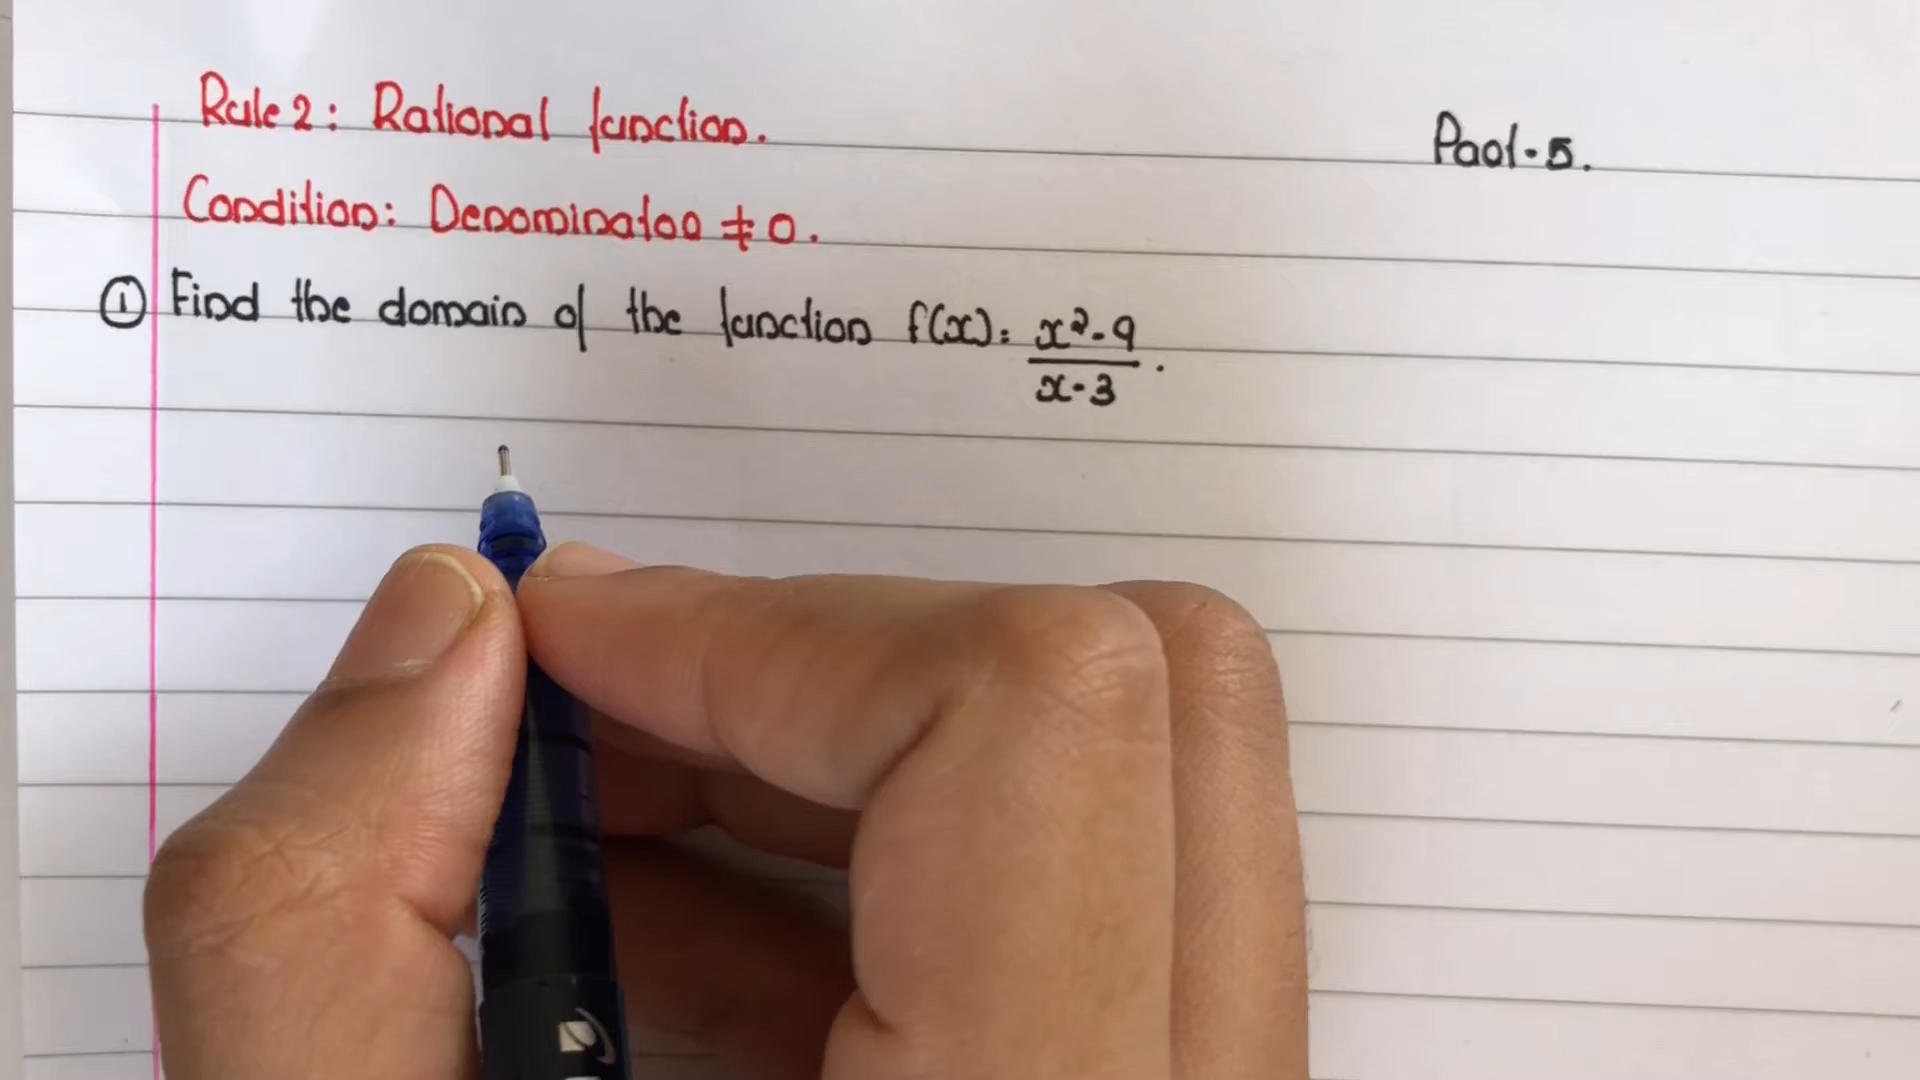 Rule 2: Rational function.
Part-5.
Condition: Denominator ≠ 0.
① Find the domain of the function f(x): x²-9 / x-3.